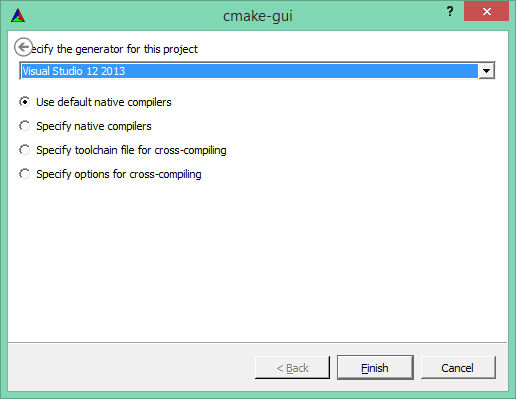 cmake-gui
?
ecify the generator for this project
Visual Studio 12 2013
Use default native compilers
Specify native compilers
Specify toolchain file for cross-compiling
Specify options for cross-compiling
< Back
Finish
Cancel